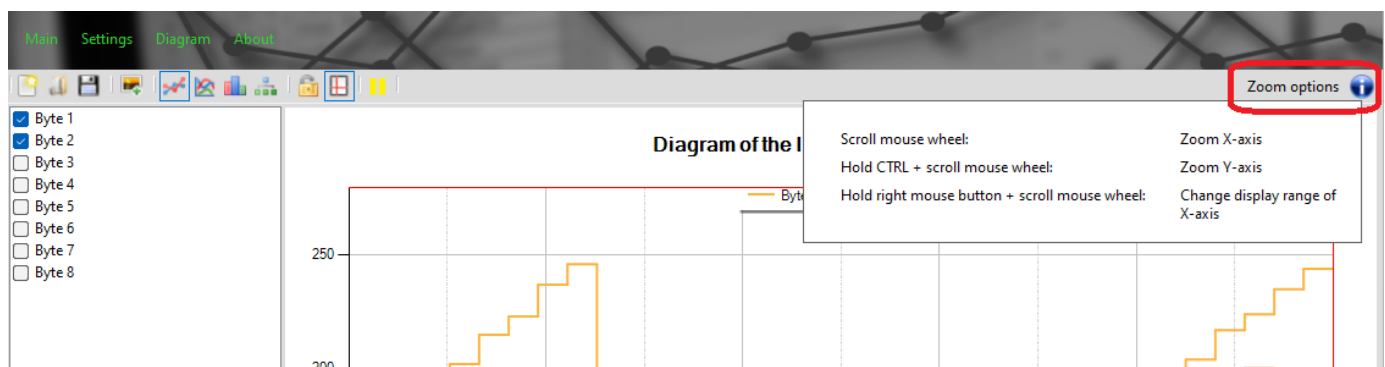 Main Settings Diagram About
Zoom options
Byte 1
Byte 2
Byte 3
Byte 4
Byte 5
Byte 6
Byte 7
Byte 8
Diagram of the
Scroll mouse wheel: Zoom X-axis
Hold CTRL + scroll mouse wheel: Zoom Y-axis
Hold right mouse button + scroll mouse wheel: Change display range of
X-axis
Byte
250